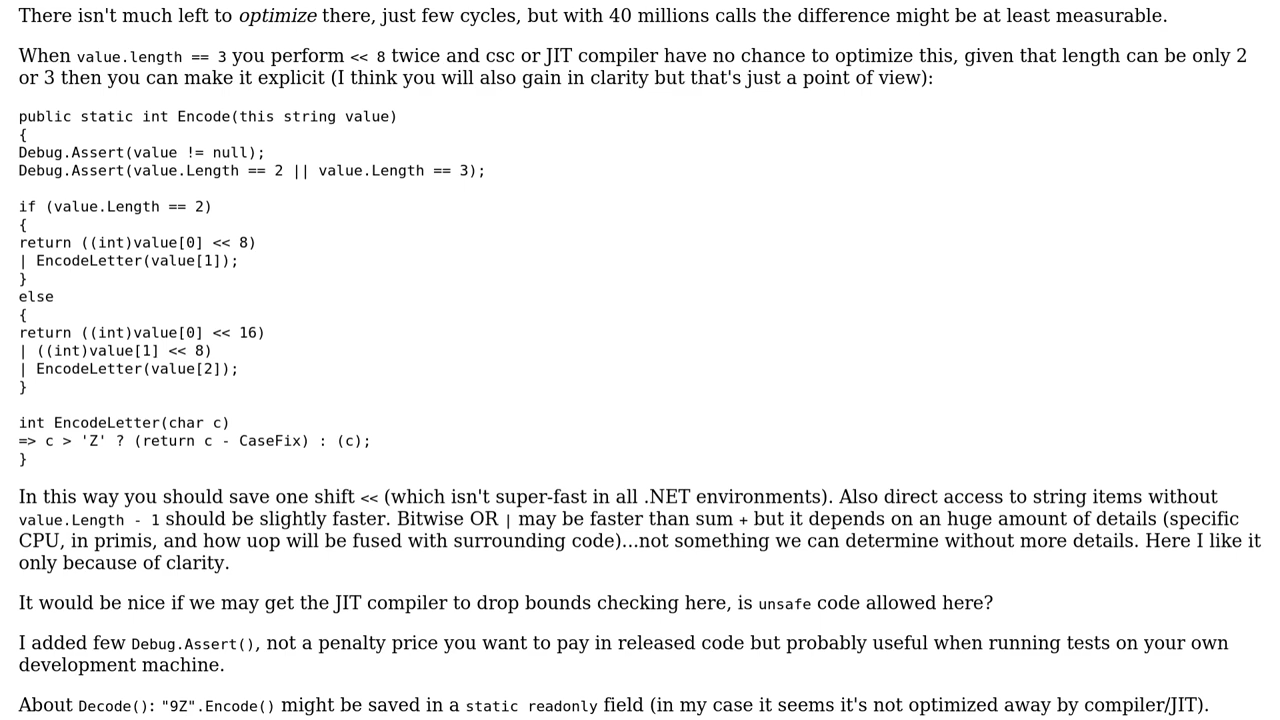 There isn't much left to optimize there, just few cycles, but with 40 millions calls the difference might be at least measurable.
When value.length == 3 you perform << 8 twice and csc or JIT compiler have no chance to optimize this, given that length can be only 2
or 3 then you can make it explicit (I think you will also gain in clarity but that's just a point of view):
public static int Encode(this string value)
{
Debug.Assert(value != null);
Debug.Assert(value.Length == 2 || value.Length == 3);
if (value.Length == 2)
{
return ((int)value[0] << 8)
| EncodeLetter(value[1]);
}
else
{
return ((int)value[0] << 16)
| ((int)value[1] << 8)
| EncodeLetter(value[2]);
}
int EncodeLetter(char c)
=> c > 'Z' ? (return c - CaseFix) : (c);
}
In this way you should save one shift << (which isn't super-fast in all .NET environments). Also direct access to string items without
value.Length - 1 should be slightly faster. Bitwise OR | may be faster than sum + but it depends on an huge amount of details (specific
CPU, in primis, and how uop will be fused with surrounding code)...not something we can determine without more details. Here I like it
only because of clarity.
It would be nice if we may get the JIT compiler to drop bounds checking here, is unsafe code allowed here?
I added few Debug.Assert(), not a penalty price you want to pay in released code but probably useful when running tests on your own
development machine.
About Decode(): "9Z".Encode() might be saved in a static readonly field (in my case it seems it's not optimized away by compiler/JIT).